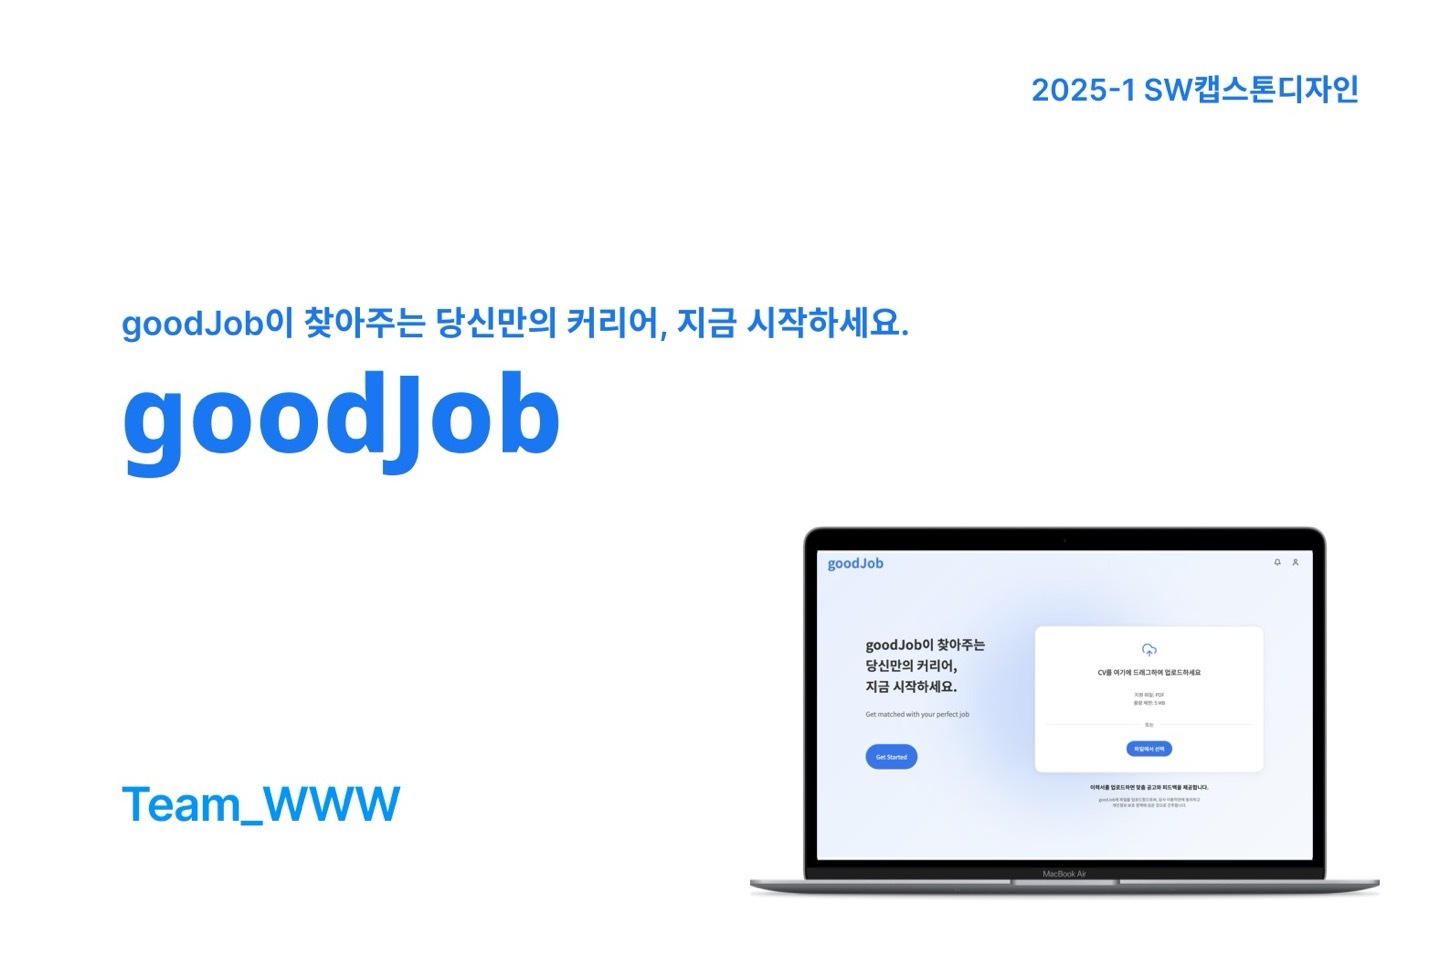 2025-1 SW캡스톤디자인
goodJob이 찾아주는 당신만의 커리어, 지금 시작하세요.
goodJob
Team_WWW
goodJob
goodJob이 찾아주는
당신만의 커리어,
지금 시작하세요.
Get matched with your perfect job
Get Started
CV를 여기에 드래그하여 업로드하세요
지원 파일: PDF
용량 제한: 5 MB
또는
파일에서 선택
이력서를 업로드하면 맞춤 공고와 피드백을 제공합니다.
MacBook Air